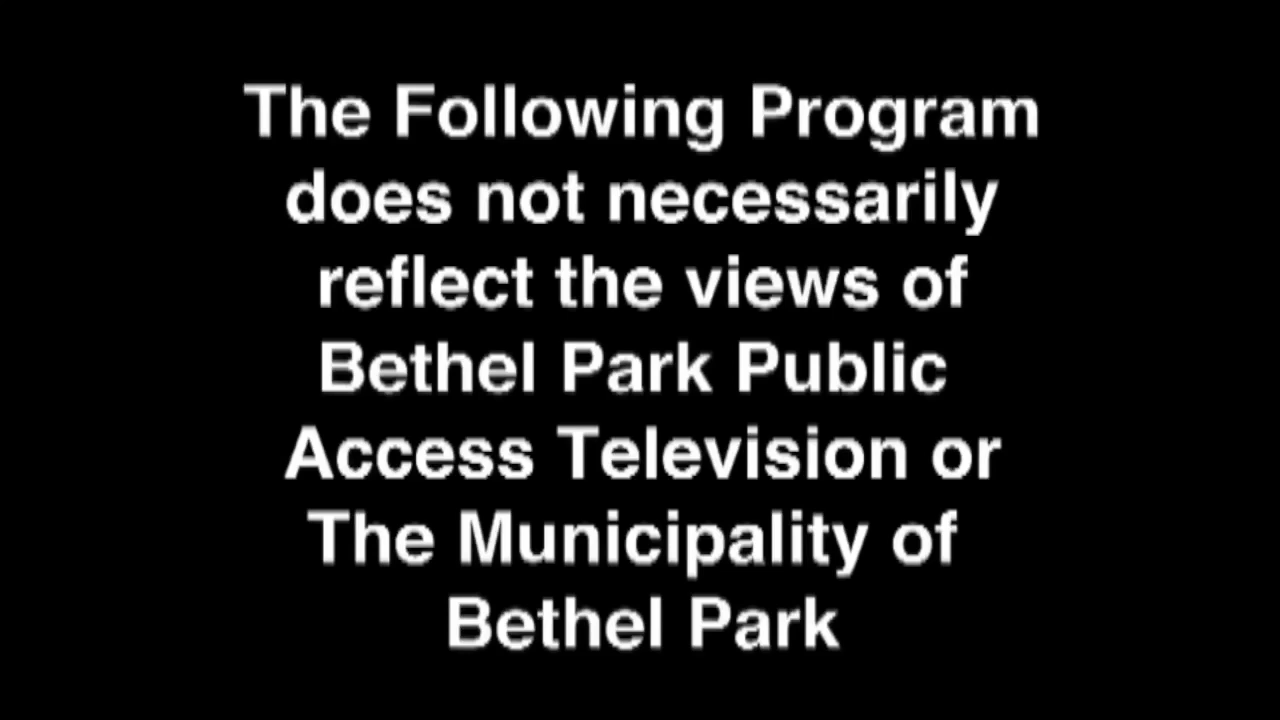 The Following Program
does not necessarily
reflect the views of
Bethel Park Public
Access Television or
The Municipality of
Bethel Park